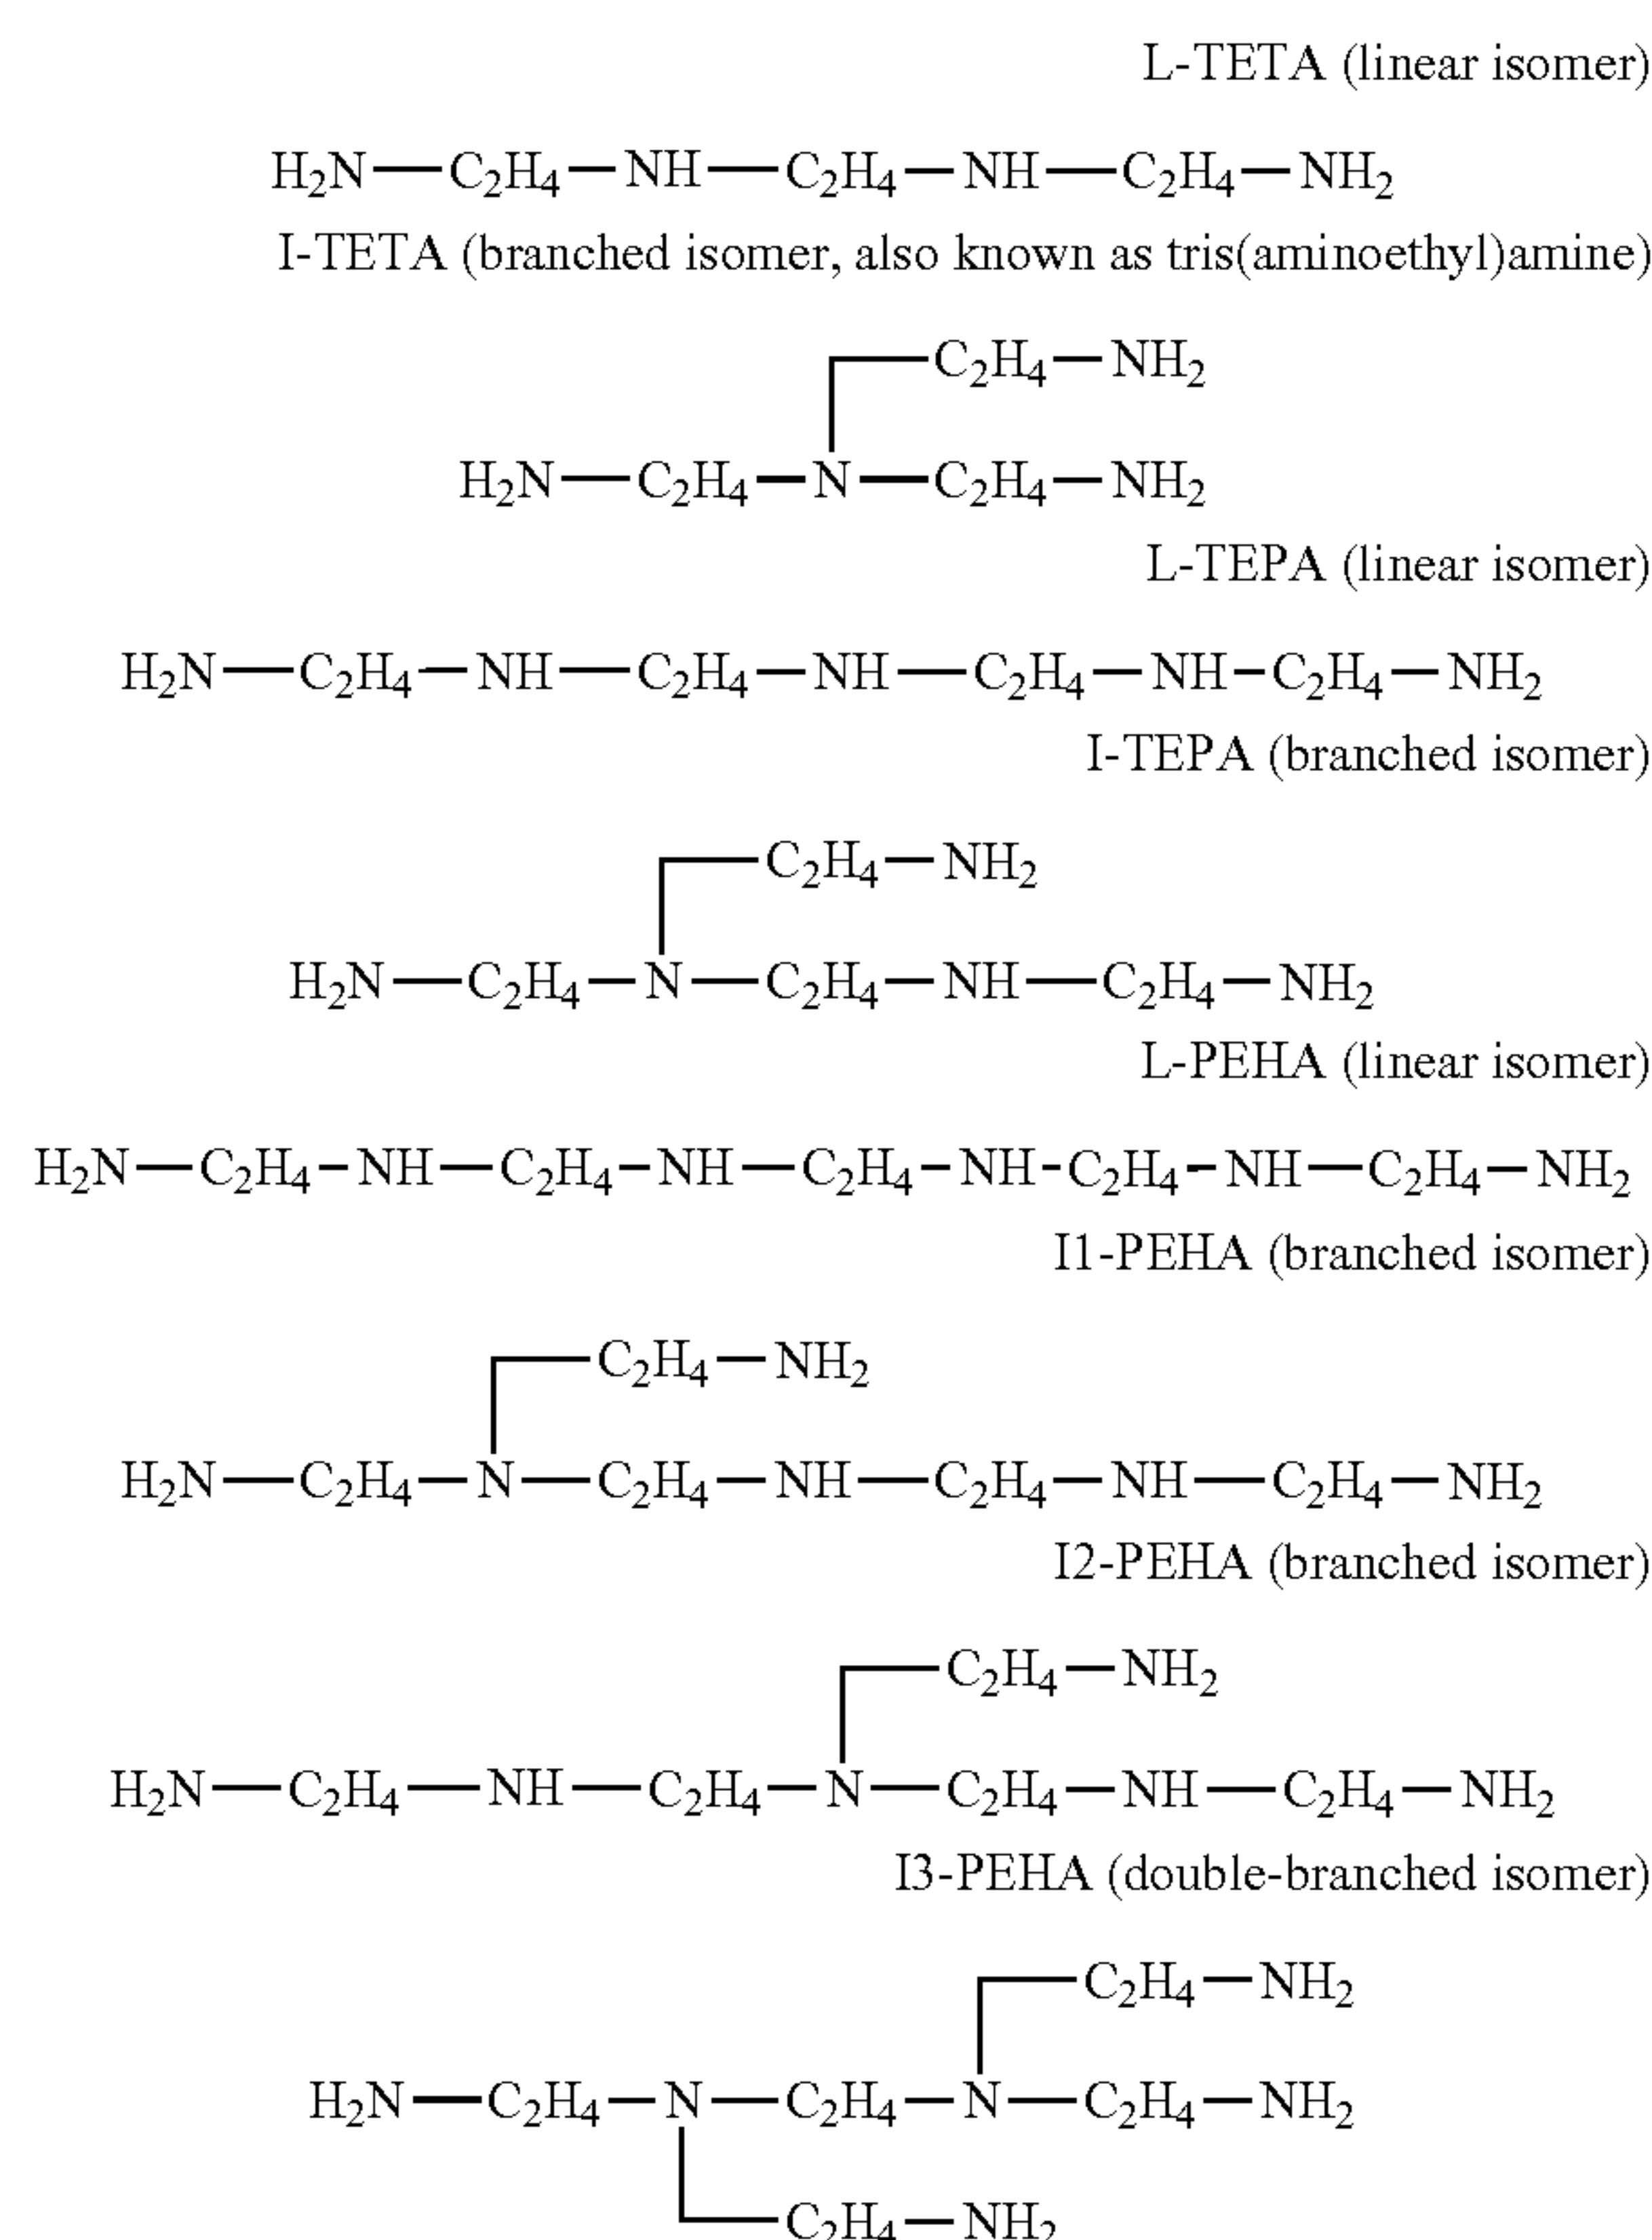 L-TETA (linear isomer)
H₂N—C₂H₄—NH—C₂H₄—NH—C₂H₄—NH₂
I-TETA (branched isomer, also known as tris(aminoethyl)amine)
C₂H₄—NH₂
H₂N—C₂H₄—N—C₂H₄—NH₂
L-TEPA (linear isomer)
H₂N—C₂H₄—NH—C₂H₄—NH—C₂H₄—NH—C₂H₄—NH₂
I-TEPA (branched isomer)
C₂H₄—NH₂
H₂N—C₂H₄—N—C₂H₄—NH—C₂H₄—NH₂
L-PEHA (linear isomer)
H₂N—C₂H₄—NH—C₂H₄—NH—C₂H₄—NH—C₂H₄—NH—C₂H₄—NH₂
I1-PEHA (branched isomer)
C₂H₄—NH₂
H₂N—C₂H₄—N—C₂H₄—NH—C₂H₄—NH—C₂H₄—NH₂
I2-PEHA (branched isomer)
C₂H₄—NH₂
H₂N—C₂H₄—NH—C₂H₄—N—C₂H₄—NH—C₂H₄—NH₂
I3-PEHA (double-branched isomer)
C₂H₄—NH₂
H₂N—C₂H₄—N—C₂H₄—N—C₂H₄—NH₂
C₂H₄—NH₂